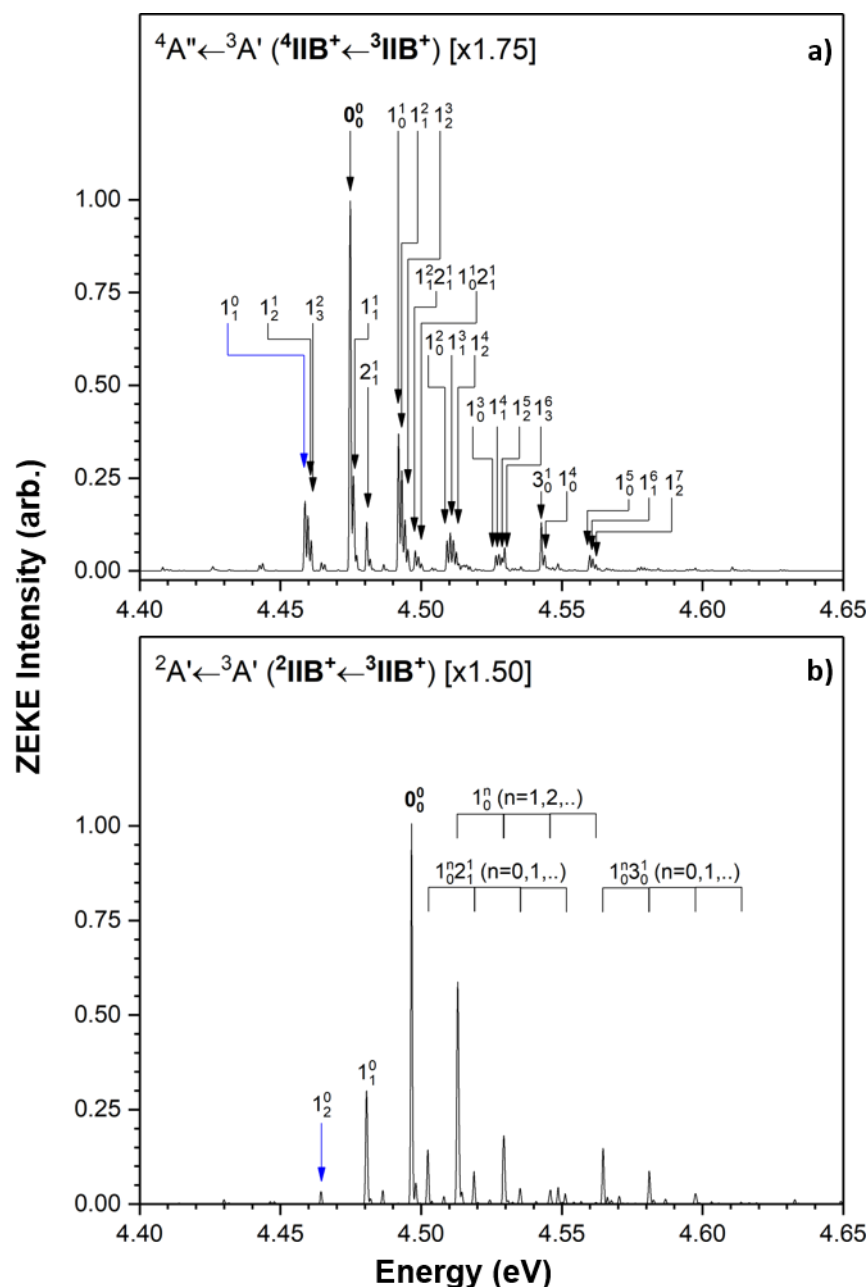 ⁴A"←³A' (⁴IIB⁺←³IIB⁺) [x1.75] a)
0⁰₀ 1¹₀ 1²₁ 1³₂
1.00
0.75
1²₁2¹₁ 1¹₀2¹₁
1⁰₁ 1¹₂ 1²₃ 1¹₁
1²₀ 1³₁ 1⁴₂
2¹₁
0.50
1³₀ 1⁴₁ 1⁵₂ 1⁶₃
3¹₀ 1⁴₀ 1⁵₀ 1⁶₁ 1⁷₂
0.25
0.00
4.40 4.45 4.50 4.55 4.60 4.65
²A'←³A' (²IIB⁺←³IIB⁺) [x1.50] b)
0⁰₀
1ⁿ₀ (n=1,2,..)
1.00
1ⁿ₀2¹₁ (n=0,1,..) 1ⁿ₀3¹₀ (n=0,1,..)
0.75
0.50
1⁰₁
1⁰₂
0.25
0.00
4.40 4.45 4.50 4.55 4.60 4.65
Energy (eV)
ZEKE Intensity (arb.)